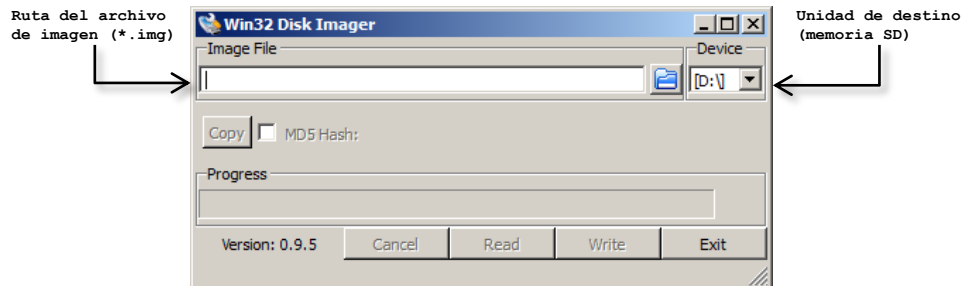 Ruta del archivo
de imagen (*.img)
Win32 Disk Imager
Unidad de destino
(memoria SD)
Image File
Device
[D:\]
Copy
MD5 Hash:
Progress
Version: 0.9.5
Cancel
Read
Write
Exit